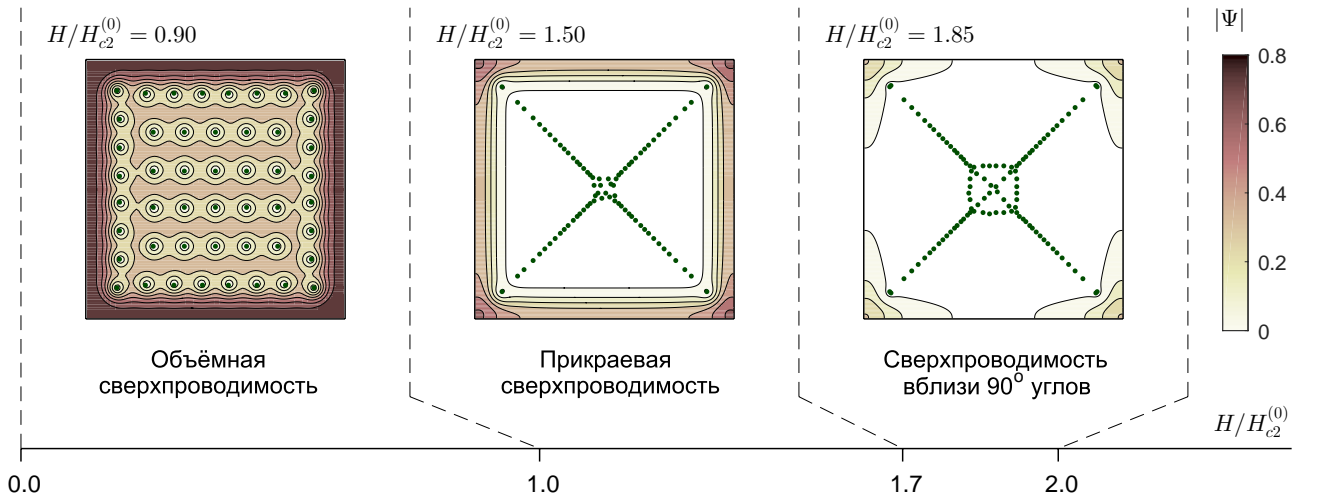 H/H_{c2}^{(0)} = 0.90
H/H_{c2}^{(0)} = 1.50
H/H_{c2}^{(0)} = 1.85
|Ψ|
0.8
0.6
0.4
0.2
0
Объёмная
сверхпроводимость
Прикраевая
сверхпроводимость
Сверхпроводимость
вблизи 90° углов
H/H_{c2}^{(0)}
0.0
1.0
1.7
2.0